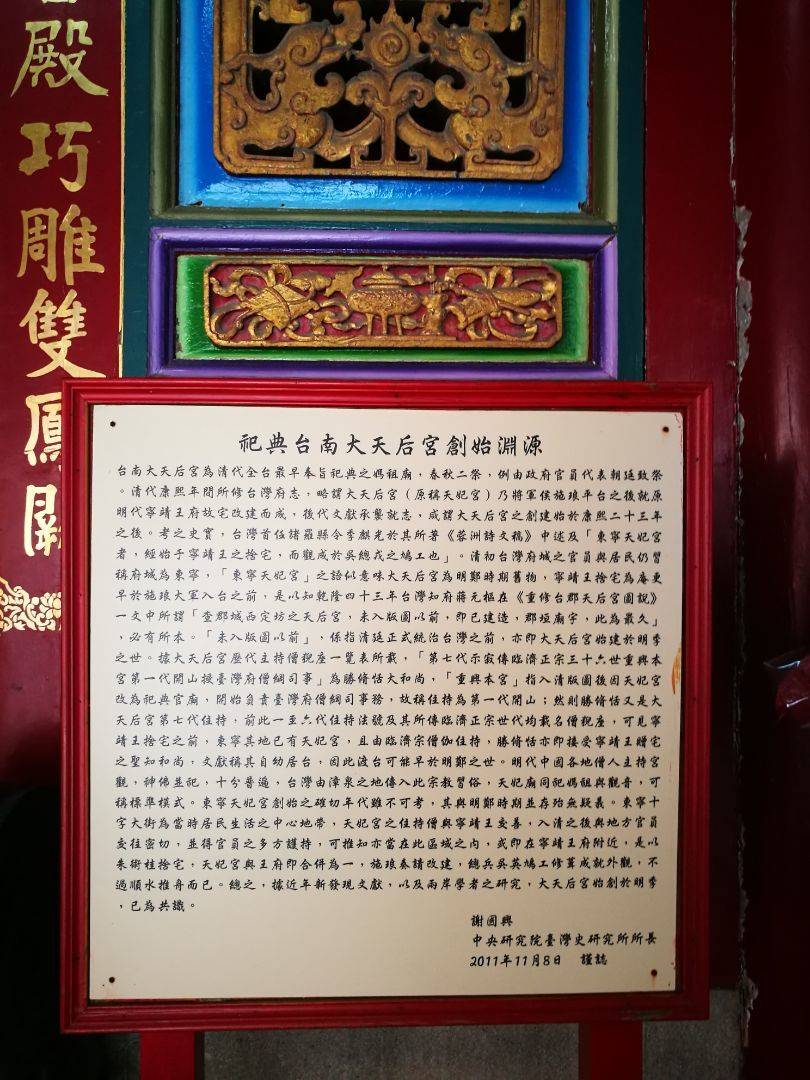 殿巧雕雙鳳闕
祀典台南大天后宮創始淵源
台南大天后宮為清代全台最早奉旨祀典之媽祖廟，春秋二祭，例由政府官員代表朝廷致祭
。清代康熙年間所修台灣府志，略謂大天后宮（原稱天妃宮）乃將軍侯施琅平台之後就原
明代寧靖王府故宅改建而成，後代文獻承襲就志，咸謂大天后宮之創建始於康熙二十三年
之後。考之史實，台灣首任諸羅縣令季麒光於其所著《蓉洲詩文稿》中述及「東寧天妃宮
者，經始于寧靖王之捨宅，而觀成於吳總戎之鳩工也」。清初台灣府城之官員與居民仍習
稱府城為東寧，「東寧天妃宮」之語似意味大天后宮為明鄭時期舊物，寧靖王捨宅為庵更
早於施琅大軍入台之前，是以知乾隆四十三年台灣知府蔣元樞在《重修台郡天后宮圖說》
一文中所謂「查郡城西定坊之天后宮，未入版圖以前，即已建造，郡垣廟宇，此為最久」
，必有所本。「未入版圖以前」，係指清廷正式統治台灣之前，亦即大天后宮始建於明季
之世。據大天后宮歷代主持僧稅座一覽表所載，「第七代示寂傳臨濟正宗三十六世重興本
宮第一代開山授臺灣府僧綱司事」為勝脩恬大和尚，「重興本宮」指入清版圖後因天妃宮
改為祀典官廟，開始負責臺灣府僧綱司事務，故稱住持為第一代開山；然則勝脩恬又是大
天后宮第七代住持，前此一至六代住持法號及其所傳臨濟正宗世代均載名僧稅座，可見寧
靖王捨宅之前，東寧其地已有天妃宮，且由臨濟宗僧伽住持，勝脩恬亦即接受寧靖王贈宅
之聖知和尚，文獻稱其自幼居台，因此渡台可能早於明鄭之世。明代中國各地僧人主持宮
觀，神佛並祀，十分普遍，台灣由漳泉之地傳入此宗教習俗，天妃廟同祀媽祖與觀音，可
稱標準模式。東寧天妃宮創始之確切年代雖不可考，其與明鄭時期並存殆無疑義。東寧十
字大街為當時居民生活之中心地帶，天妃宮之住持僧與寧靖王友善，入清之後與地方官員
交往密切，並得官員之多方護持，可推知亦當在此區域之內，或即在寧靖王府附近，是以
朱術桂捨宅，天妃宮與王府即合併為一，施琅奏請改建，總兵吳英鳩工修葺成就外觀，不
過順水推舟而已。總之，據近年新發現文獻，以及兩岸學者之研究，大天后宮始創於明季
，已為共識。
謝國興
中央研究院臺灣史研究所所長
2011年11月8日 謹誌